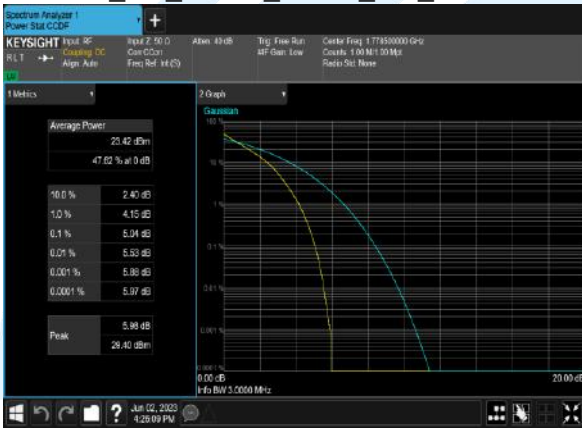 Spectrum Analyzer 1
Power Stat CCDF
+
KEYSIGHT Input: RF Input Z: 50 Ω Atten: 40 dB Trig: Free Run Center Freq: 1.778500000 GHz
RLT Coupling: DC Corr CCorr #IF Gain: Low Counts: 1.00 M/1.00 Mpt
Align: Auto Freq Ref: Int (S) Radio Std: None
1 Metrics
2 Graph
Gaussian
Average Power
23.42 dBm
47.62 % at 0 dB
10.0 % 2.40 dB
1.0 % 4.15 dB
0.1 % 5.04 dB
0.01 % 5.53 dB
0.001 % 5.88 dB
0.0001 % 5.97 dB
Peak 5.98 dB
29.40 dBm
100 %
10 %
1 %
0.1 %
0.01 %
0.001 %
0.0001 %
0.00 dB 20.00 dB
Info BW 3.0000 MHz
? Jun 02, 2023
4:26:09 PM